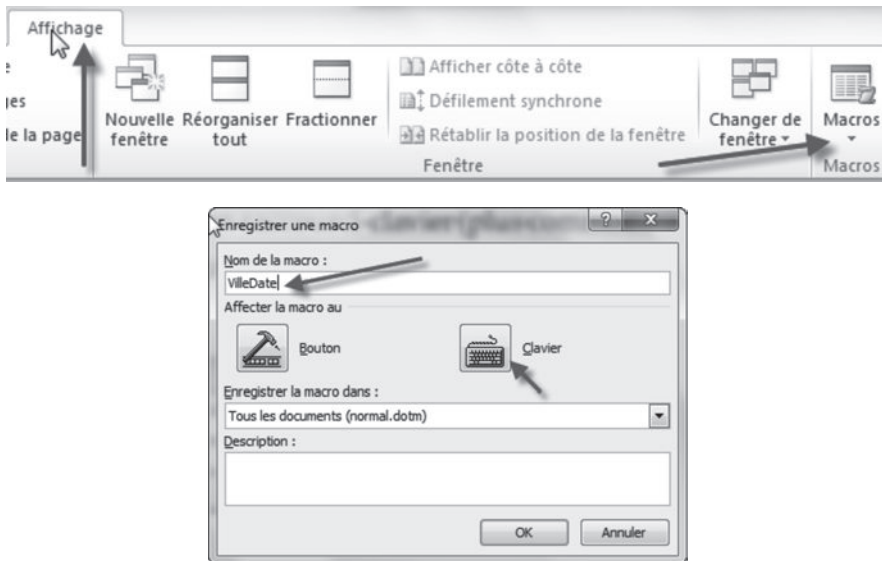 Affichage
ges
de la page
Nouvelle fenêtre
Réorganiser tout
Fractionner
Afficher côte à côte
Défilement synchrone
Rétablir la position de la fenêtre
Changer de fenêtre
Macros
Fenêtre
Macros
Enregistrer une macro
Nom de la macro :
VilleDate
Affecter la macro au
Bouton
Clavier
Enregistrer la macro dans :
Tous les documents (normal.dotm)
Description :
OK
Annuler